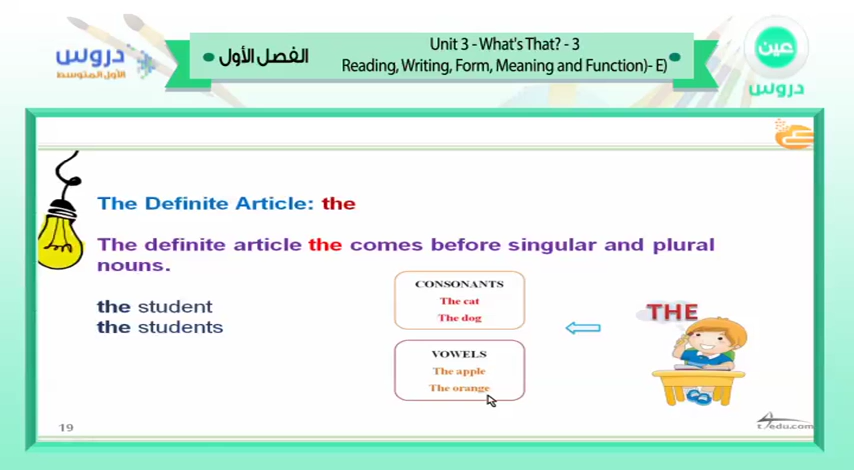 دروس
الأول المتوسط
الفصل الأول
Unit 3 - What's That? - 3
Reading, Writing, Form, Meaning and Function)- E)
عين
دروس
The Definite Article: the
The definite article the comes before singular and plural
nouns.
the student
the students
CONSONANTS
The cat
The dog
VOWELS
The apple
The orange
THE
19